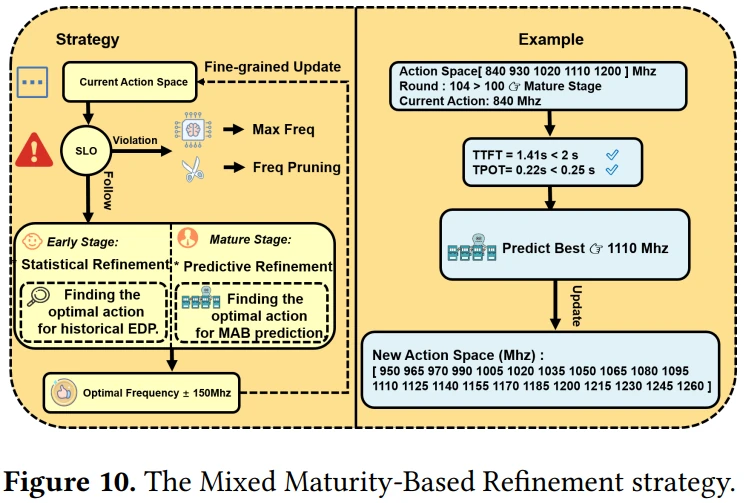 Strategy
Fine-grained Update
Current Action Space
SLO
Violation
Max Freq
Freq Pruning
Follow
Early Stage:
* Statistical Refinement
Finding the
optimal action
for historical EDP.
Mature Stage:
* Predictive Refinement
Finding the
optimal action
for MAB prediction
Optimal Frequency ± 150Mhz
Example
Action Space[ 840 930 1020 1110 1200 ] Mhz
Round : 104 > 100 👉 Mature Stage
Current Action: 840 Mhz
TTFT = 1.41s < 2 s
TPOT= 0.22s < 0.25 s
Predict Best 👉 1110 Mhz
Update
New Action Space (Mhz) :
[ 950 965 970 990 1005 1020 1035 1050 1065 1080 1095
1110 1125 1140 1155 1170 1185 1200 1215 1230 1245 1260 ]
Figure 10. The Mixed Maturity-Based Refinement strategy.